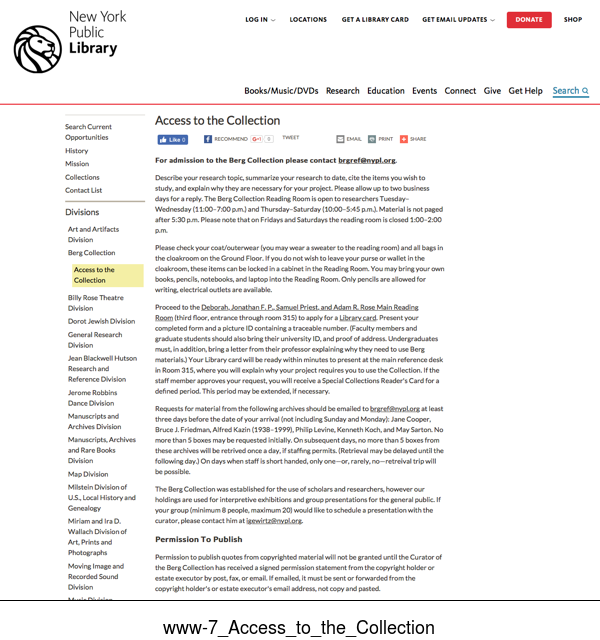 New York
Public
Library
LOG IN
LOCATIONS
GET A LIBRARY CARD
GET EMAIL UPDATES
DONATE
SHOP
Books/Music/DVDs
Research
Education
Events
Connect
Give
Get Help
Search
Search Current
Opportunities
History
Mission
Collections
Contact List
Divisions
Art and Artifacts
Division
Berg Collection
Access to the
Collection
Billy Rose Theatre
Division
Dorot Jewish Division
General Research
Division
Jean Blackwell Hutson
Research and
Reference Division
Jerome Robbins
Dance Division
Manuscripts and
Archives Division
Manuscripts, Archives
and Rare Books
Division
Map Division
Milstein Division of
U.S., Local History and
Genealogy
Miriam and Ira D.
Wallach Division of
Art, Prints and
Photographs
Moving Image and
Recorded Sound
Division
Music Division
Access to the Collection
Like 0
RECOMMEND
G+1 0
TWEET
EMAIL
PRINT
SHARE
For admission to the Berg Collection please contact brgref@nypl.org.
Describe your research topic, summarize your research to date, cite the items you wish to
study, and explain why they are necessary for your project. Please allow up to two business
days for a reply. The Berg Collection Reading Room is open to researchers Tuesday–
Wednesday (11:00–7:00 p.m.) and Thursday–Saturday (10:00–5:45 p.m.). Material is not paged
after 5:30 p.m. Please note that on Fridays and Saturdays the reading room is closed 1:00–2:00
p.m.
Please check your coat/outerwear (you may wear a sweater to the reading room) and all bags in
the cloakroom on the Ground Floor. If you do not wish to leave your purse or wallet in the
cloakroom, these items can be locked in a cabinet in the Reading Room. You may bring your own
books, pencils, notebooks, and laptop into the Reading Room. Only pencils are allowed for
writing, electrical outlets are available.
Proceed to the Deborah, Jonathan F. P., Samuel Priest, and Adam R. Rose Main Reading
Room (third floor, entrance through room 315) to apply for a Library card. Present your
completed form and a picture ID containing a traceable number. (Faculty members and
graduate students should also bring their university ID, and proof of address. Undergraduates
must, in addition, bring a letter from their professor explaining why they need to use Berg
materials.) Your Library card will be ready within minutes to present at the main reference desk
in Room 315, where you will explain why your project requires you to use the Collection. If the
staff member approves your request, you will receive a Special Collections Reader's Card for a
defined period. This period may be extended, if necessary.
Requests for material from the following archives should be emailed to brgref@nypl.org at least
three days before the date of your arrival (not including Sunday and Monday): Jane Cooper,
Bruce J. Friedman, Alfred Kazin (1938–1999), Philip Levine, Kenneth Koch, and May Sarton. No
more than 5 boxes may be requested initially. On subsequent days, no more than 5 boxes from
these archives will be retrived once a day, if staffing permits. (Retrieval may be delayed until the
following day.) On days when staff is short handed, only one—or, rarely, no—retreival trip will
be possible.
The Berg Collection was established for the use of scholars and researchers, however our
holdings are used for interpretive exhibitions and group presentations for the general public. If
your group (minimum 8 people, maximum 20) would like to schedule a presentation with the
curator, please contact him at igewirtz@nypl.org.
Permission To Publish
Permission to publish quotes from copyrighted material will not be granted until the Curator of
the Berg Collection has received a signed permission statement from the copyright holder or
estate executor by post, fax, or email. If emailed, it must be sent or forwarded from the
copyright holder's or estate executor's email address, not copy and pasted.
www-7_Access_to_the_Collection